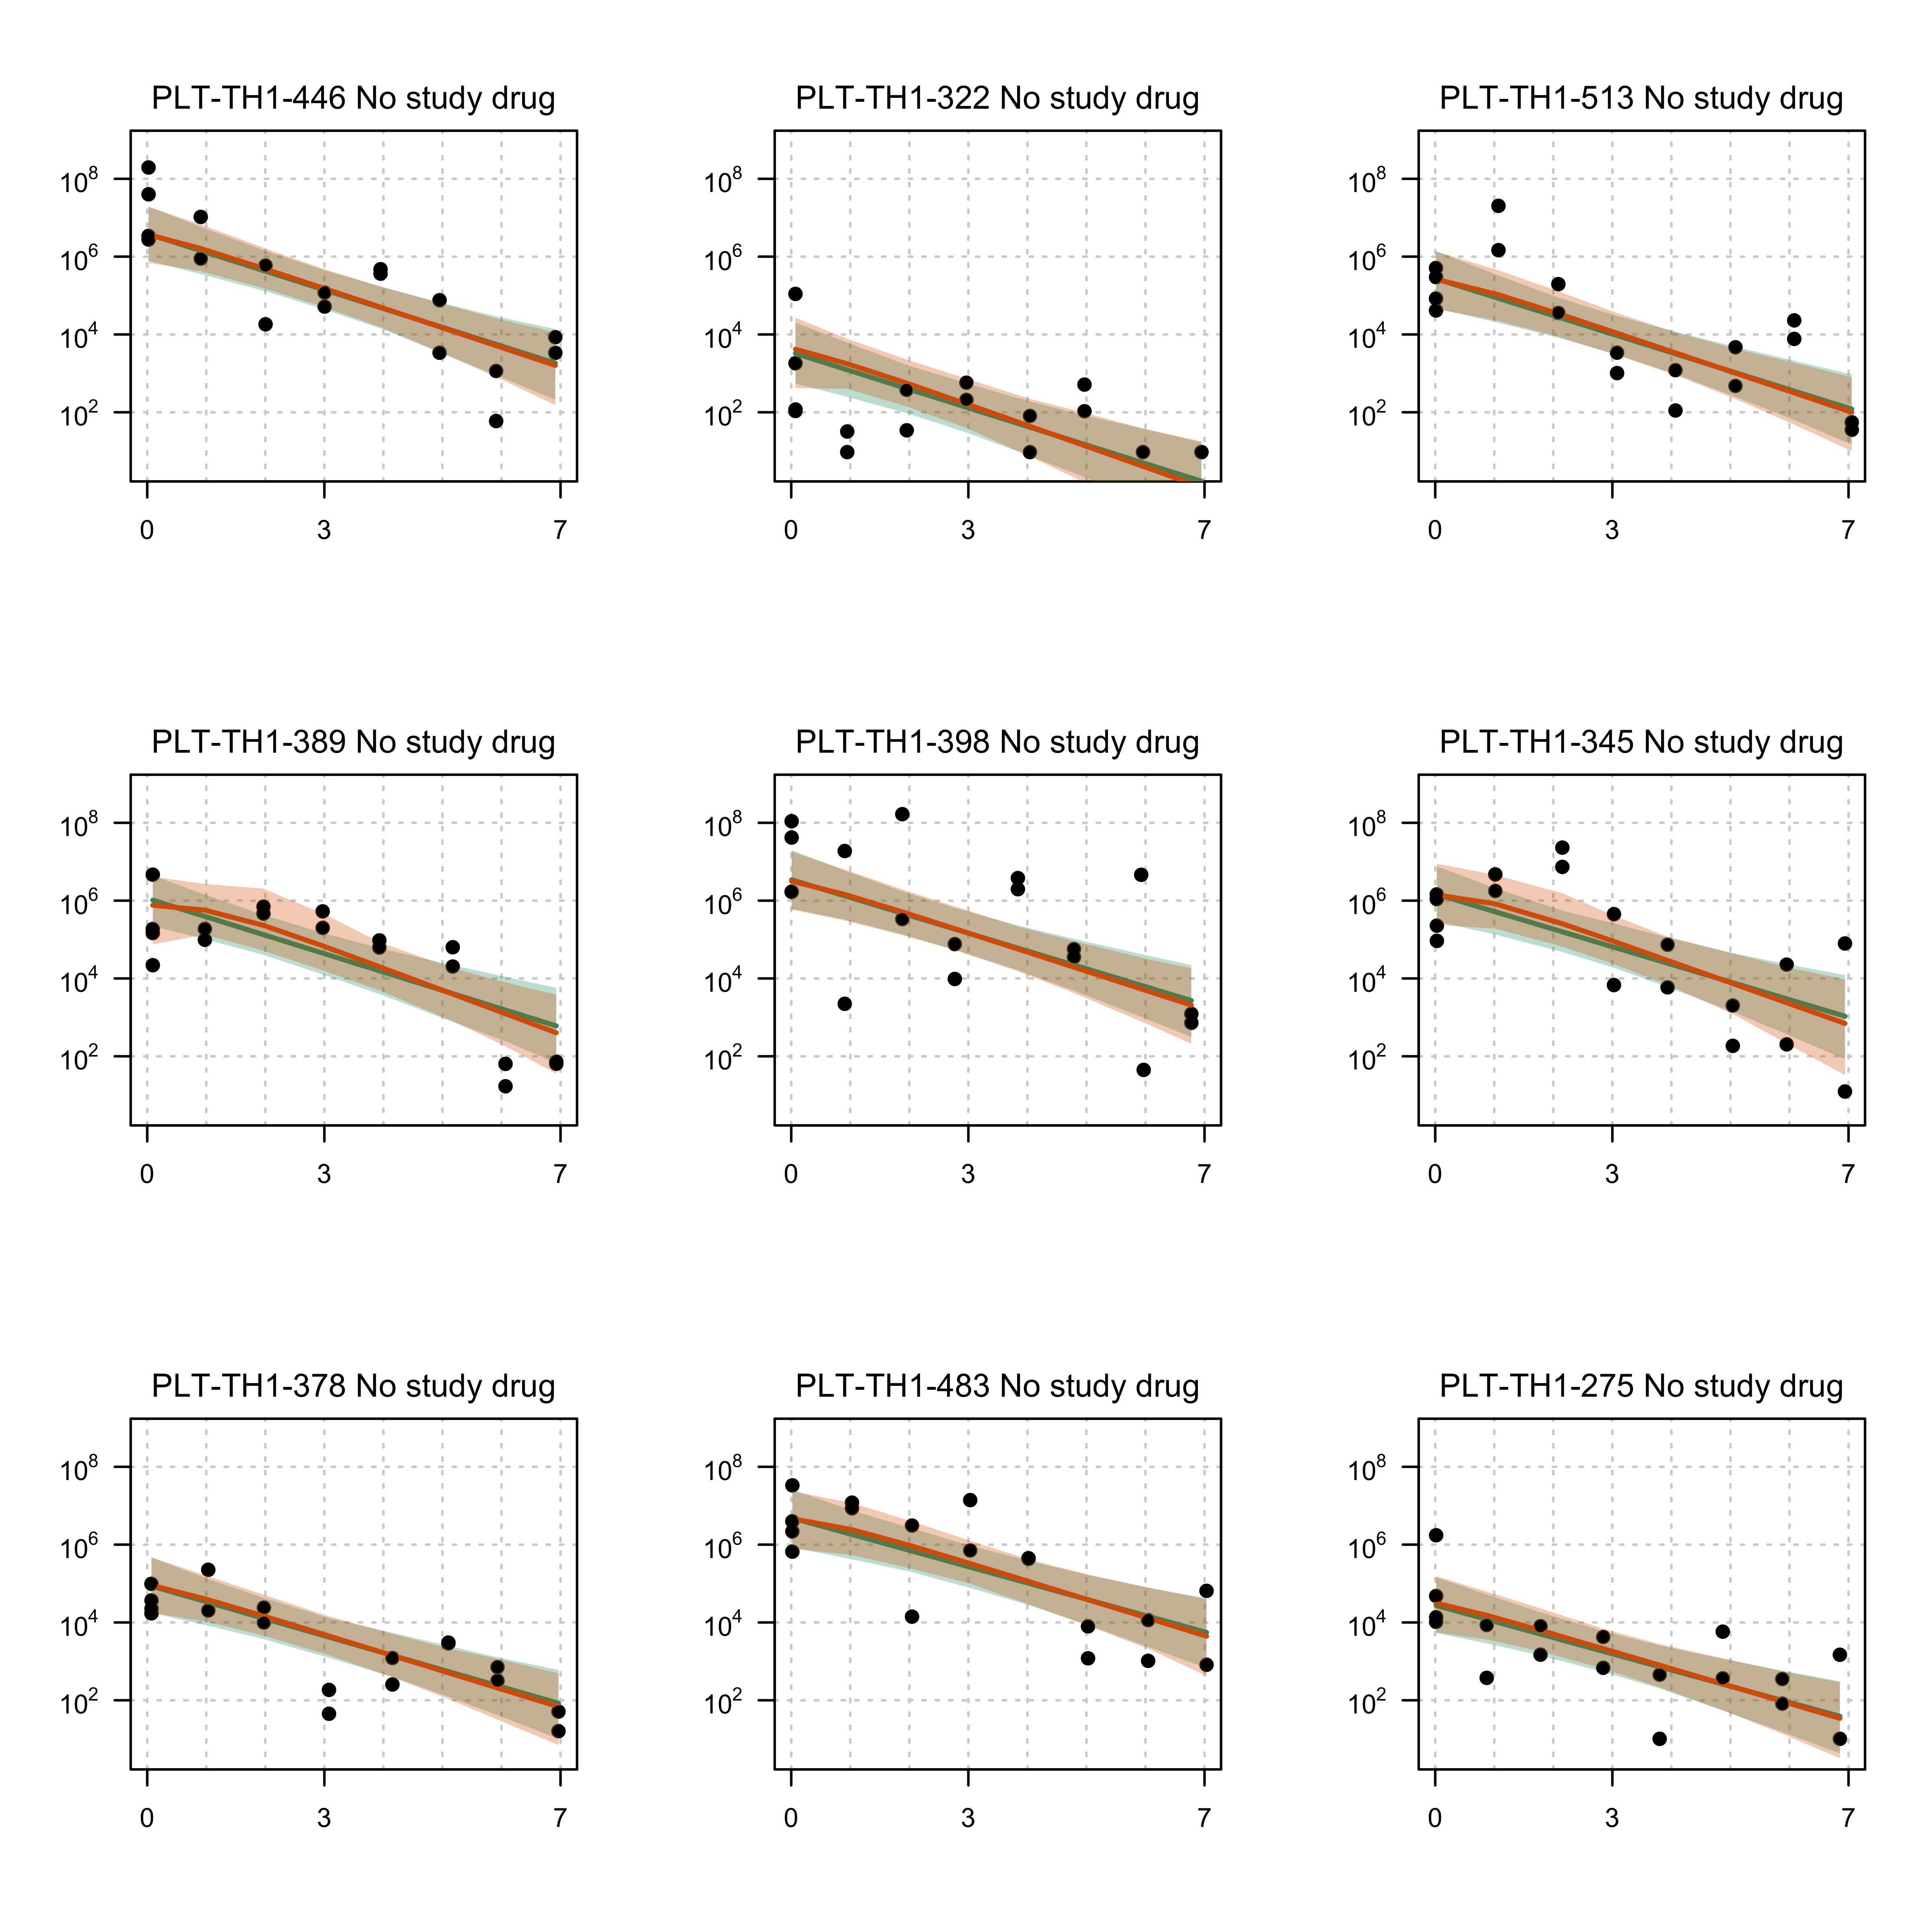 PLT-TH1-446 No study drug
10^8
10^6
10^4
10^2
0 3 7
PLT-TH1-322 No study drug
10^8
10^6
10^4
10^2
0 3 7
PLT-TH1-513 No study drug
10^8
10^6
10^4
10^2
0 3 7
PLT-TH1-389 No study drug
10^8
10^6
10^4
10^2
0 3 7
PLT-TH1-398 No study drug
10^8
10^6
10^4
10^2
0 3 7
PLT-TH1-345 No study drug
10^8
10^6
10^4
10^2
0 3 7
PLT-TH1-378 No study drug
10^8
10^6
10^4
10^2
0 3 7
PLT-TH1-483 No study drug
10^8
10^6
10^4
10^2
0 3 7
PLT-TH1-275 No study drug
10^8
10^6
10^4
10^2
0 3 7